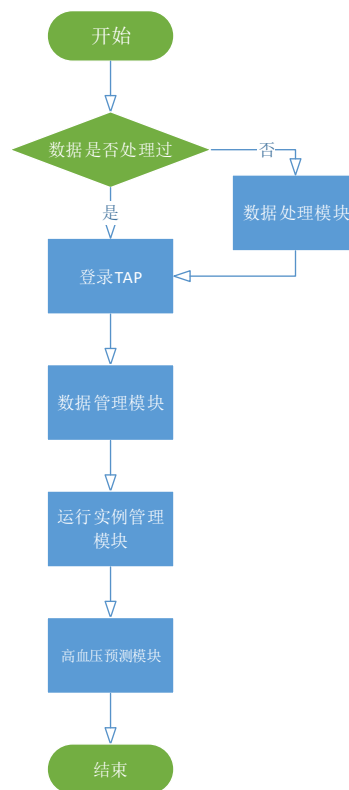 开始
数据是否处理过
否
是
数据处理模块
登录TAP
数据管理模块
运行实例管理
模块
高血压预测模块
结束